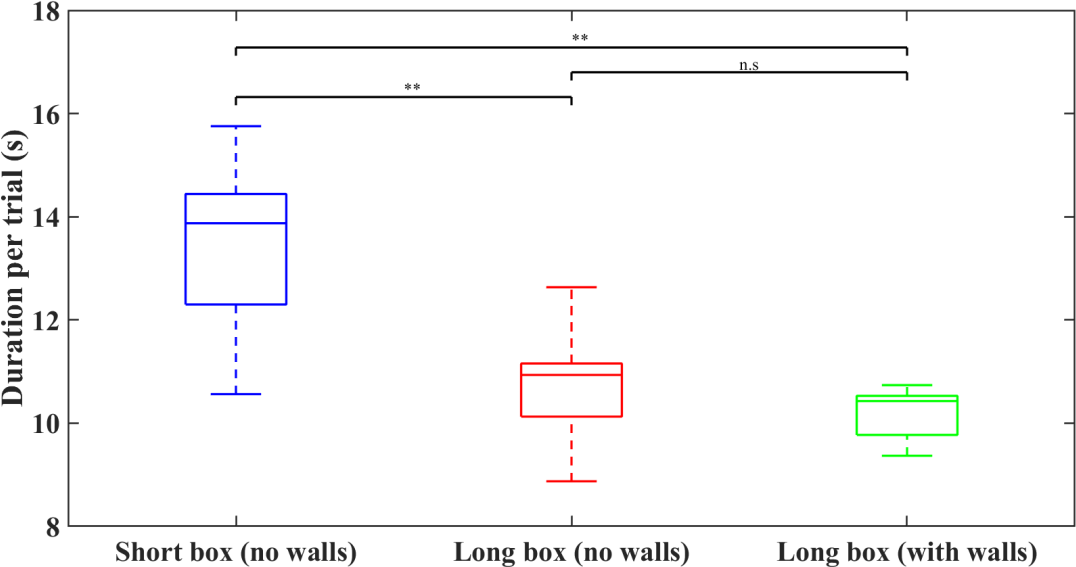 18
**
n.s
**
16
14
12
10
8
Duration per trial (s)
Short box (no walls)
Long box (no walls)
Long box (with walls)